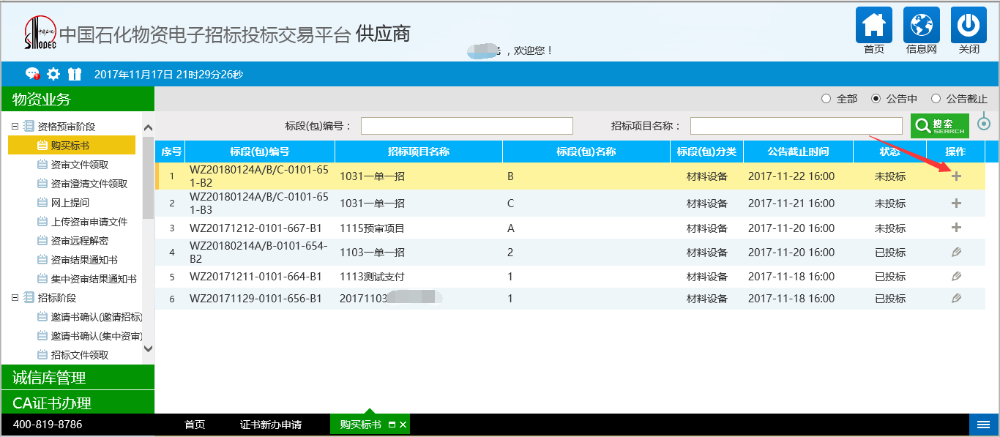 SINOPEC 中国石化物资电子招标投标交易平台 供应商
，欢迎您！
首页 信息网 关闭
2017年11月17日 21时29分26秒
物资业务
全部 公告中 公告截止
资格预审阶段
购买标书
资审文件领取
资审澄清文件领取
网上提问
上传资审申请文件
资审远程解密
资审结果通知书
集中资审结果通知书
招标阶段
邀请书确认(邀请招标)
邀请书确认(集中资审)
招标文件领取
诚信库管理
CA证书办理
标段(包)编号： 招标项目名称： 搜索 SEARCH
序号 标段(包)编号 招标项目名称 标段(包)名称 标段(包)分类 公告截止时间 状态 操作
1 WZ20180124A/B/C-0101-65 1031一单一招 B 材料设备 2017-11-22 16:00 未投标
1-B2
2 WZ20180124A/B/C-0101-65 1031一单一招 C 材料设备 2017-11-21 16:00 未投标
1-B3
3 WZ20171212-0101-667-B1 1115预审项目 A 材料设备 2017-11-20 16:00 未投标
4 WZ20180214A/B-0101-654- 1103一单一招 2 材料设备 2017-11-20 16:00 已投标
B2
5 WZ20171211-0101-664-B1 1113测试支付 1 材料设备 2017-11-18 16:00 已投标
6 WZ20171129-0101-656-B1 20171103 1 材料设备 2017-11-18 16:00 已投标
400-819-8786 首页 证书新办申请 购买标书